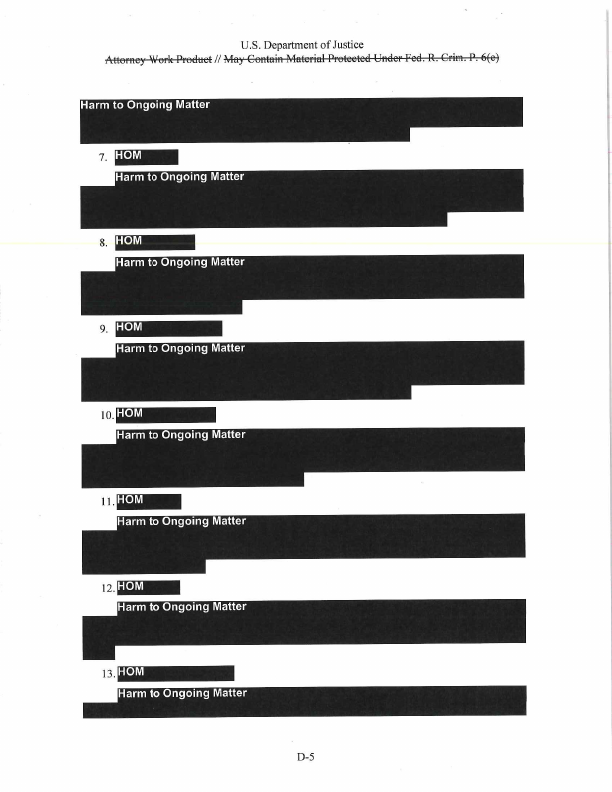 U.S. Department of Justice
Attorney Work Product // May Contain Material Protected Under Fed. R. Crim. P. 6(e)
Harm to Ongoing Matter
7. HOM
Harm to Ongoing Matter
8. HOM
Harm to Ongoing Matter
9. HOM
Harm to Ongoing Matter
10. HOM
Harm to Ongoing Matter
11. HOM
Harm to Ongoing Matter
12. HOM
Harm to Ongoing Matter
13. HOM
Harm to Ongoing Matter
D-5